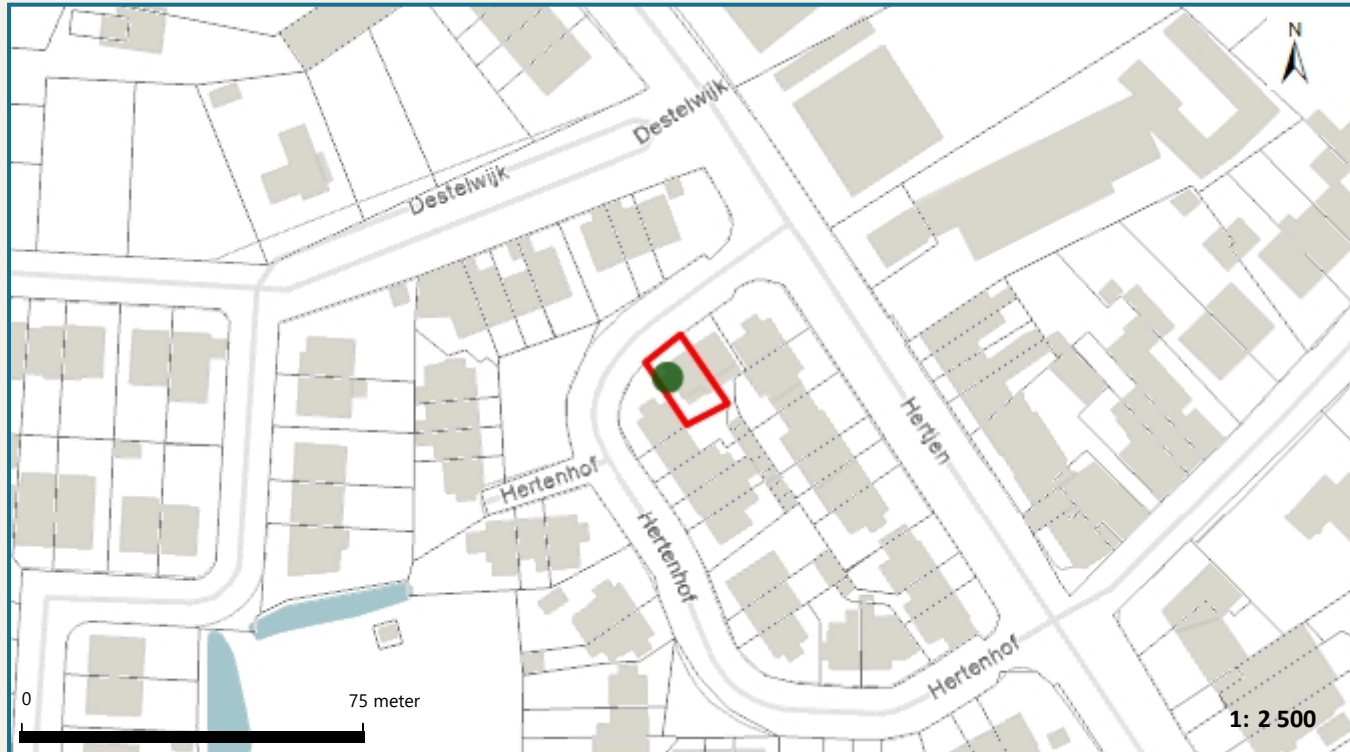 N
Destelwijk
Destelwijk
Hertjen
Hertenhof
Hertenhof
Hertenhof
0 75 meter
1: 2 500